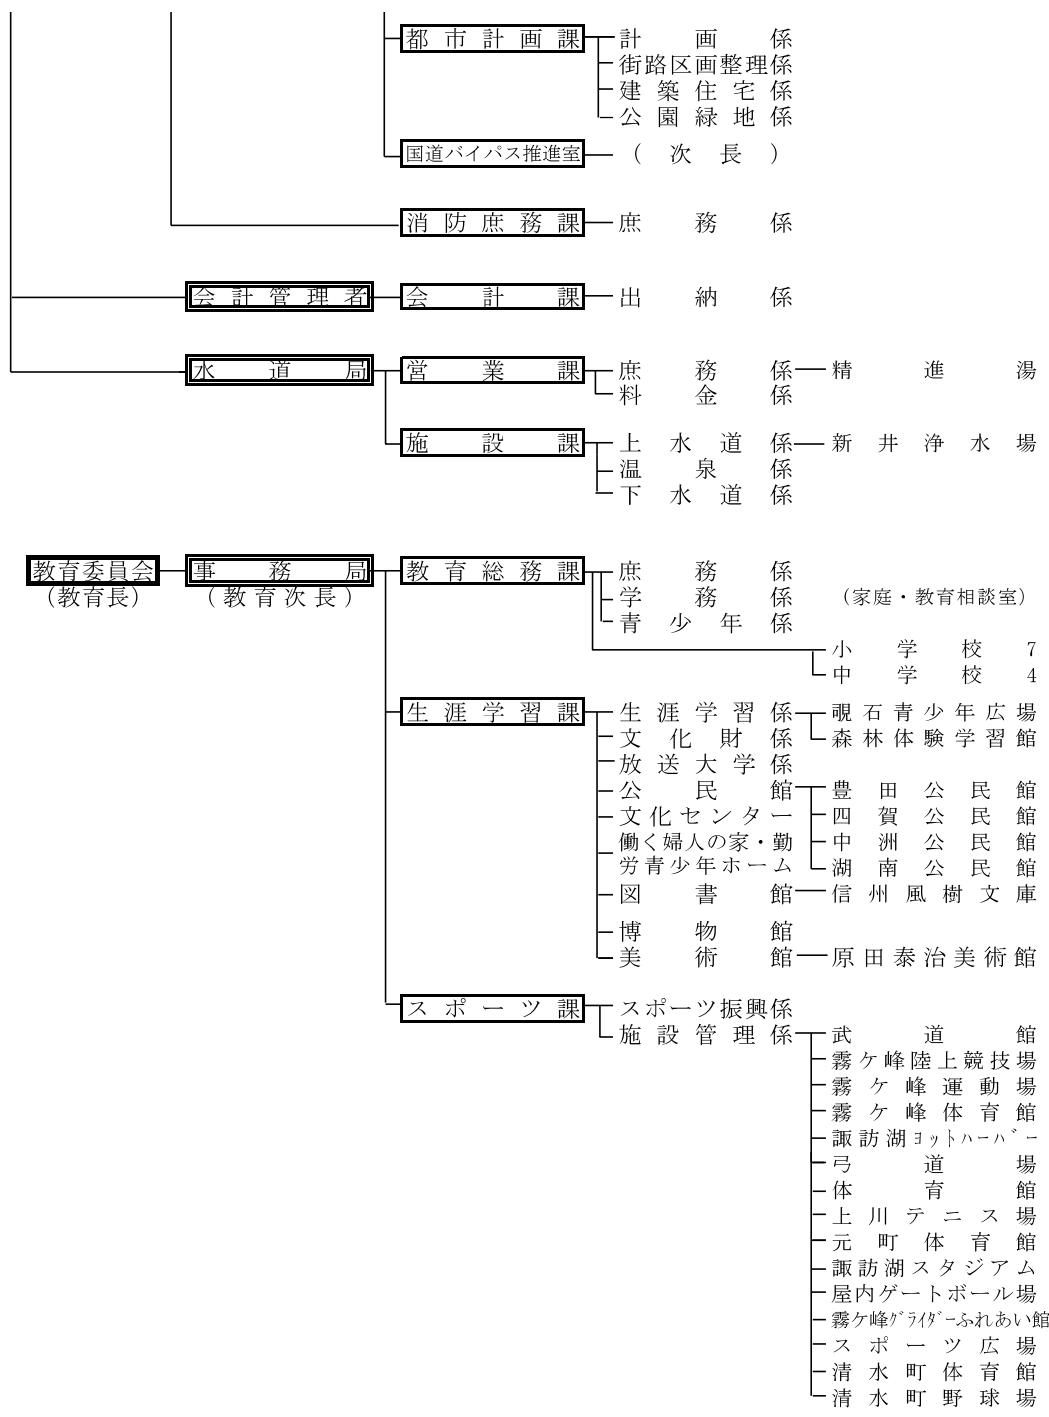 都市計画課 計画係
街路区画整理係
建築住宅係
公園緑地係
国道バイパス推進室 （次長）
消防庶務課 庶務係
会計管理者 会計課 出納係
水道局 営業課 庶務係 精進湯
料金係
施設課 上水道係 新井浄水場
温泉係
下水道係
教育委員会 事務局 教育総務課 庶務係
（教育長） （教育次長） 学務係 （家庭・教育相談室）
青少年係
小学校 7
中学校 4
生涯学習課 生涯学習係 覗石青少年広場
文化財係 森林体験学習館
放送大学係
公民館 豊田公民館
文化センター 四賀公民館
働く婦人の家・勤 中洲公民館
労青少年ホーム 湖南公民館
図書館 信州風樹文庫
博物館
美術館 原田泰治美術館
スポーツ課 スポーツ振興係
施設管理係 武道館
霧ケ峰陸上競技場
霧ケ峰運動場
霧ケ峰体育館
諏訪湖ﾖｯﾄﾊｰﾊﾞｰ
弓道場
体育館
上川テニス場
元町体育館
諏訪湖スタジアム
屋内ゲートボール場
霧ケ峰ｸﾞﾗｲﾀﾞｰふれあい館
スポーツ広場
清水町体育館
清水町野球場